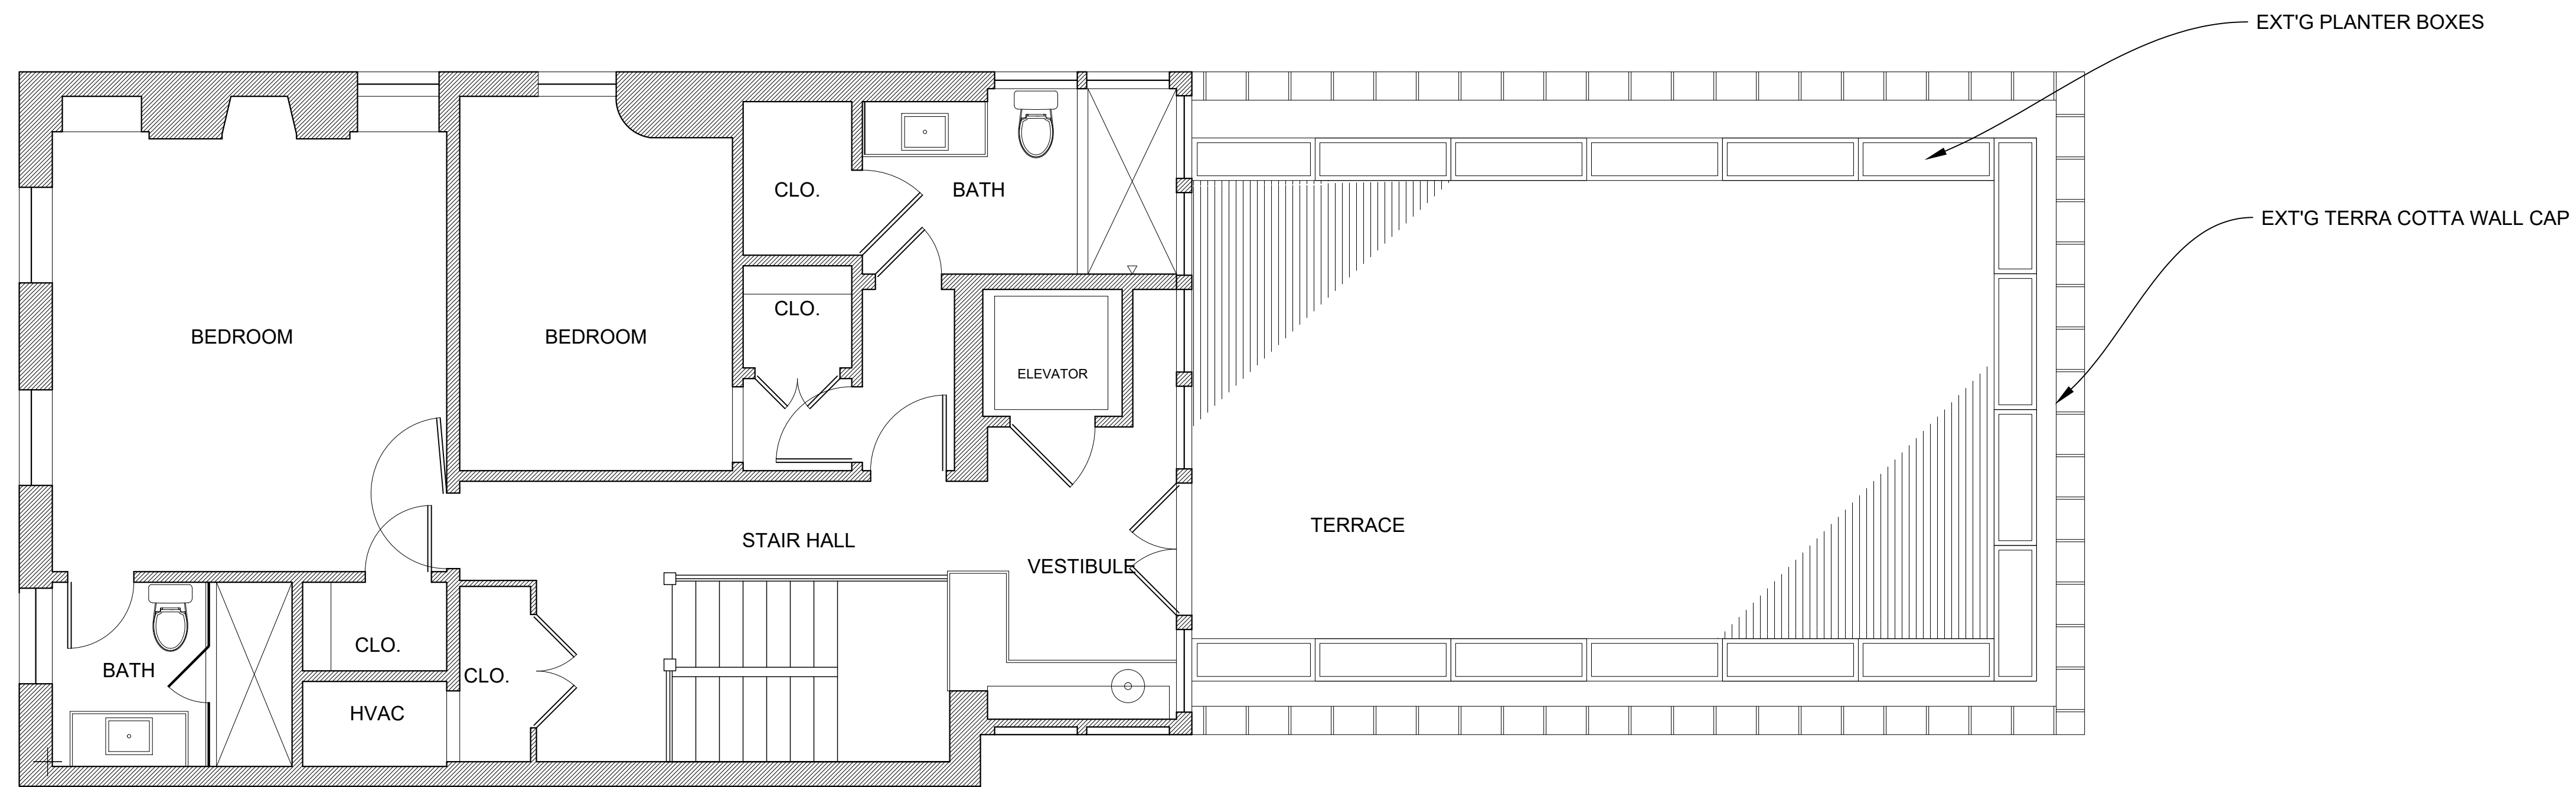 EXT'G PLANTER BOXES
CLO.
BATH
EXT'G TERRA COTTA WALL CAP
CLO.
BEDROOM
BEDROOM
ELEVATOR
TERRACE
STAIR HALL
VESTIBULE
CLO.
BATH
CLO.
HVAC